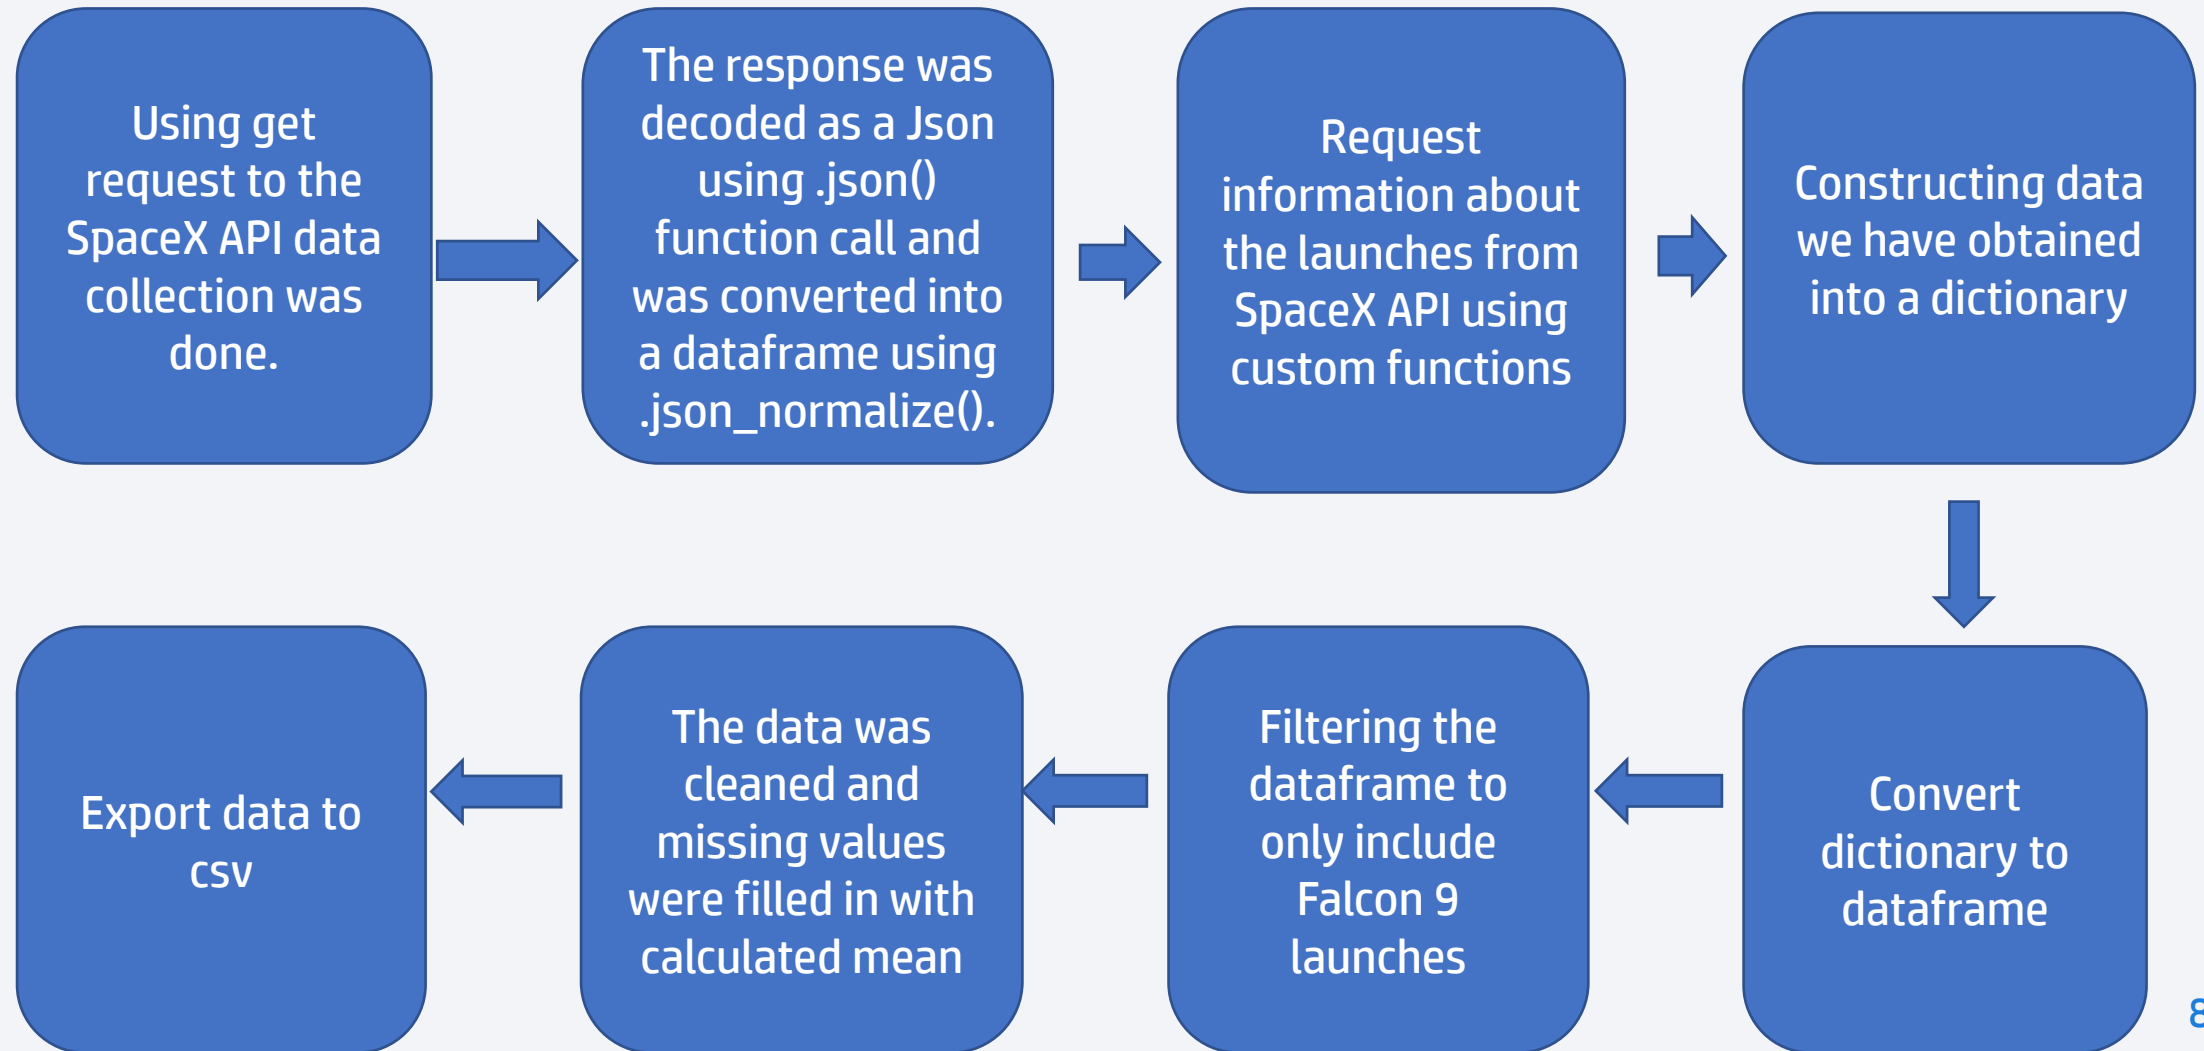 Using get
request to the
SpaceX API data
collection was
done.
The response was
decoded as a Json
using .json()
function call and
was converted into
a dataframe using
.json_normalize().
Request
information about
the launches from
SpaceX API using
custom functions
Constructing data
we have obtained
into a dictionary
Convert
dictionary to
dataframe
Filtering the
dataframe to
only include
Falcon 9
launches
The data was
cleaned and
missing values
were filled in with
calculated mean
Export data to
csv
8